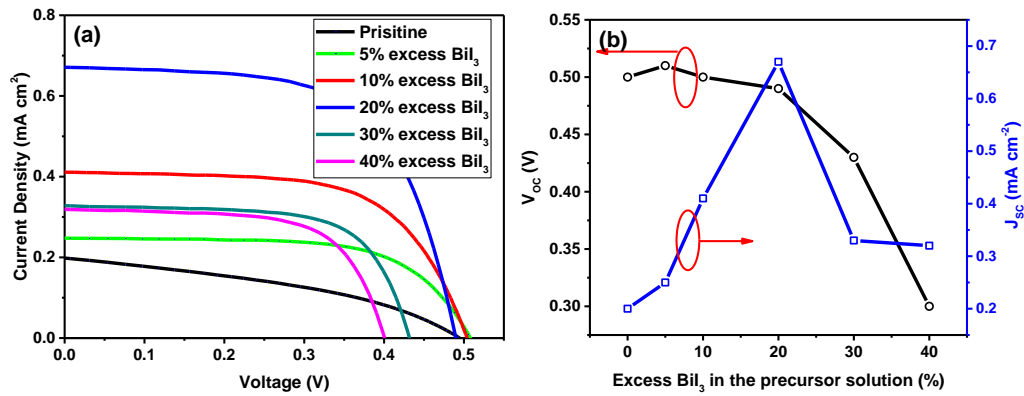 (a)
Prisitine
5% excess BiI₃
10% excess BiI₃
20% excess BiI₃
30% excess BiI₃
40% excess BiI₃
Current Density (mA cm⁻²)
0.8
0.6
0.4
0.2
0.0
0.0 0.1 0.2 0.3 0.4 0.5
Voltage (V)
(b)
V_OC (V)
0.55
0.50
0.45
0.40
0.35
0.30
0 10 20 30 40
Excess BiI₃ in the precursor solution (%)
0.7
0.6
0.5
0.4
0.3
0.2
J_SC (mA cm-2)